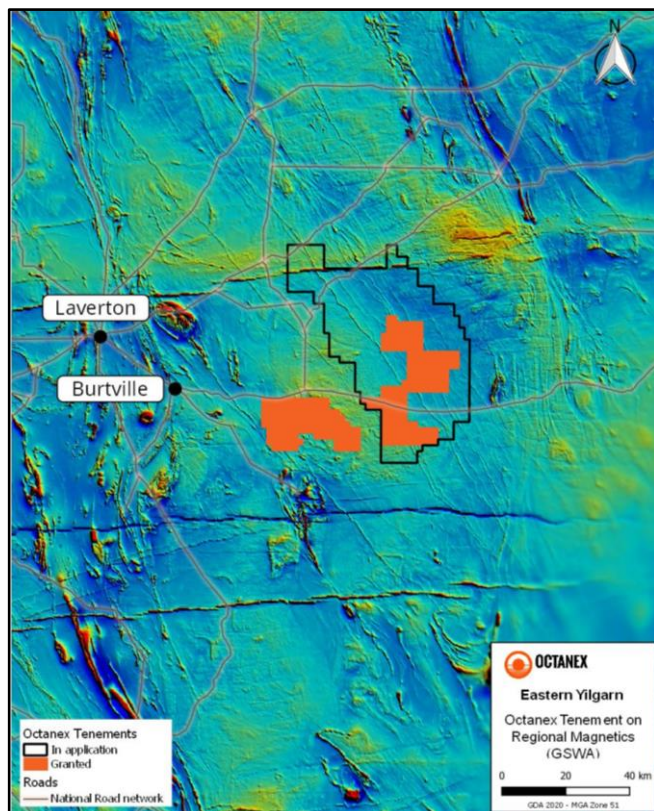 N
Laverton
Burtville
Octanex Tenements
In application
Granted
Roads
National Road network
OCTANEX
Eastern Yilgarn
Octanex Tenement on
Regional Magnetics
(GSWA)
0 20 40 km
GDA 2020 - MGA Zone 51